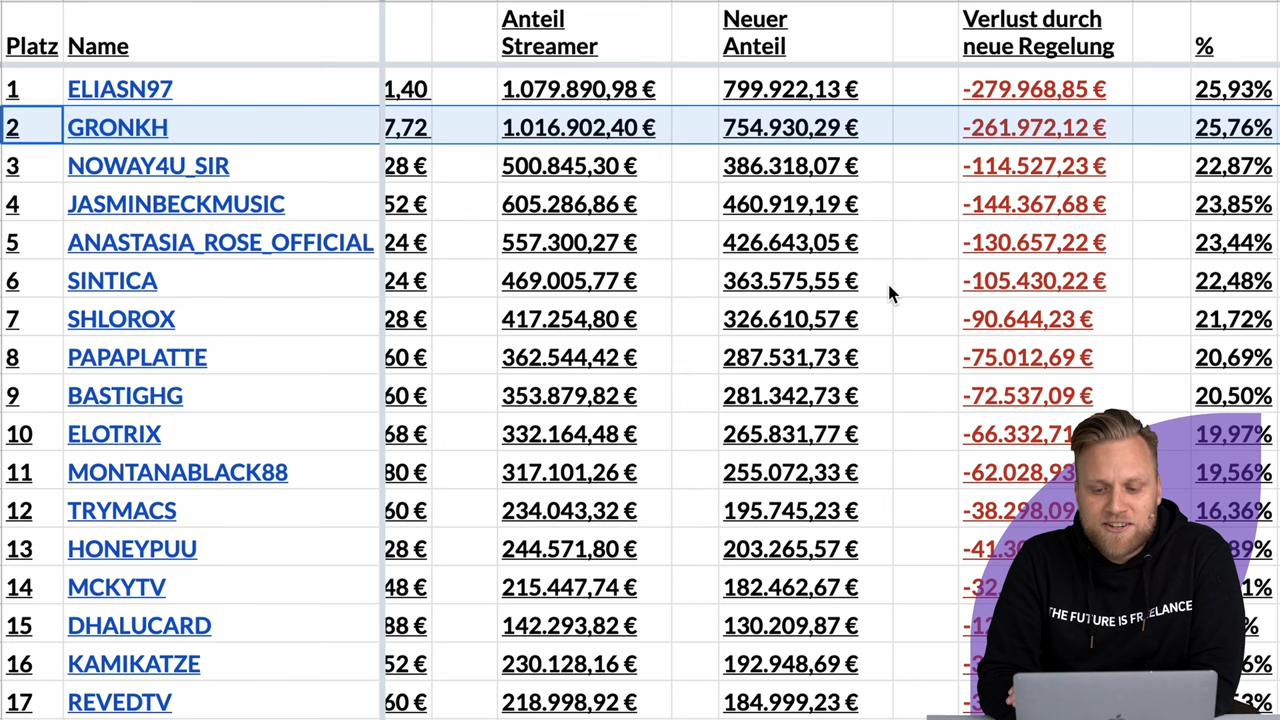 Platz Name Anteil Streamer Neuer Anteil Verlust durch neue Regelung %
1 ELIASN97 1,40 1.079.890,98 € 799.922,13 € -279.968,85 € 25,93%
2 GRONKH 7,72 1.016.902,40 € 754.930,29 € -261.972,12 € 25,76%
3 NOWAY4U_SIR 28 € 500.845,30 € 386.318,07 € -114.527,23 € 22,87%
4 JASMINBECKMUSIC 52 € 605.286,86 € 460.919,19 € -144.367,68 € 23,85%
5 ANASTASIA_ROSE_OFFICIAL 24 € 557.300,27 € 426.643,05 € -130.657,22 € 23,44%
6 SINTICA 24 € 469.005,77 € 363.575,55 € -105.430,22 € 22,48%
7 SHLOROX 28 € 417.254,80 € 326.610,57 € -90.644,23 € 21,72%
8 PAPAPLATTE 60 € 362.544,42 € 287.531,73 € -75.012,69 € 20,69%
9 BASTIGHG 60 € 353.879,82 € 281.342,73 € -72.537,09 € 20,50%
10 ELOTRIX 68 € 332.164,48 € 265.831,77 € -66.332,71 19,97%
11 MONTANABLACK88 80 € 317.101,26 € 255.072,33 € -62.028,93 19,56%
12 TRYMACS 60 € 234.043,32 € 195.745,23 € -38.298,09 16,36%
13 HONEYPUU 28 € 244.571,80 € 203.265,57 €
14 MCKYTV 48 € 215.447,74 € 182.462,67 €
15 DHALUCARD 88 € 142.293,82 € 130.209,87 €
16 KAMIKATZE 52 € 230.128,16 € 192.948,69 €
17 REVEDTV 60 € 218.998,92 € 184.999,23 €
THE FUTURE IS FREELANCE